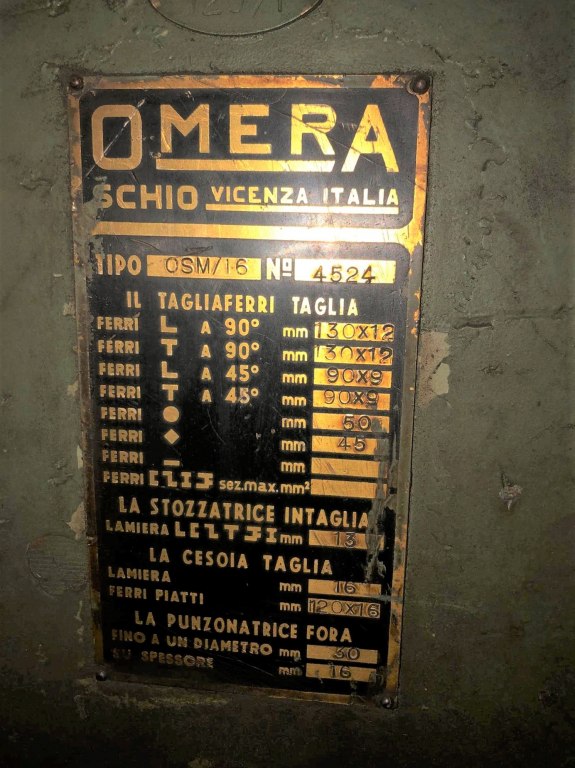 OMERA
SCHIO VICENZA ITALIA
TIPO OSM/16 Nº 4524
IL TAGLIAFERRI TAGLIA
FERRI L A 90° mm 130X12
FERRI T A 90° mm 130X12
FERRI L A 45° mm 90X9
FERRI T A 45° mm 90X9
FERRI ● mm 50
FERRI ◆ mm 45
FERRI – mm
FERRI sez.max.mm²
LA STOZZATRICE INTAGLIA
LAMIERA mm 13
LA CESOIA TAGLIA
LAMIERA mm 16
FERRI PIATTI mm 120X16
LA PUNZONATRICE FORA
FINO A UN DIAMETRO mm 30
SU SPESSORE mm 16